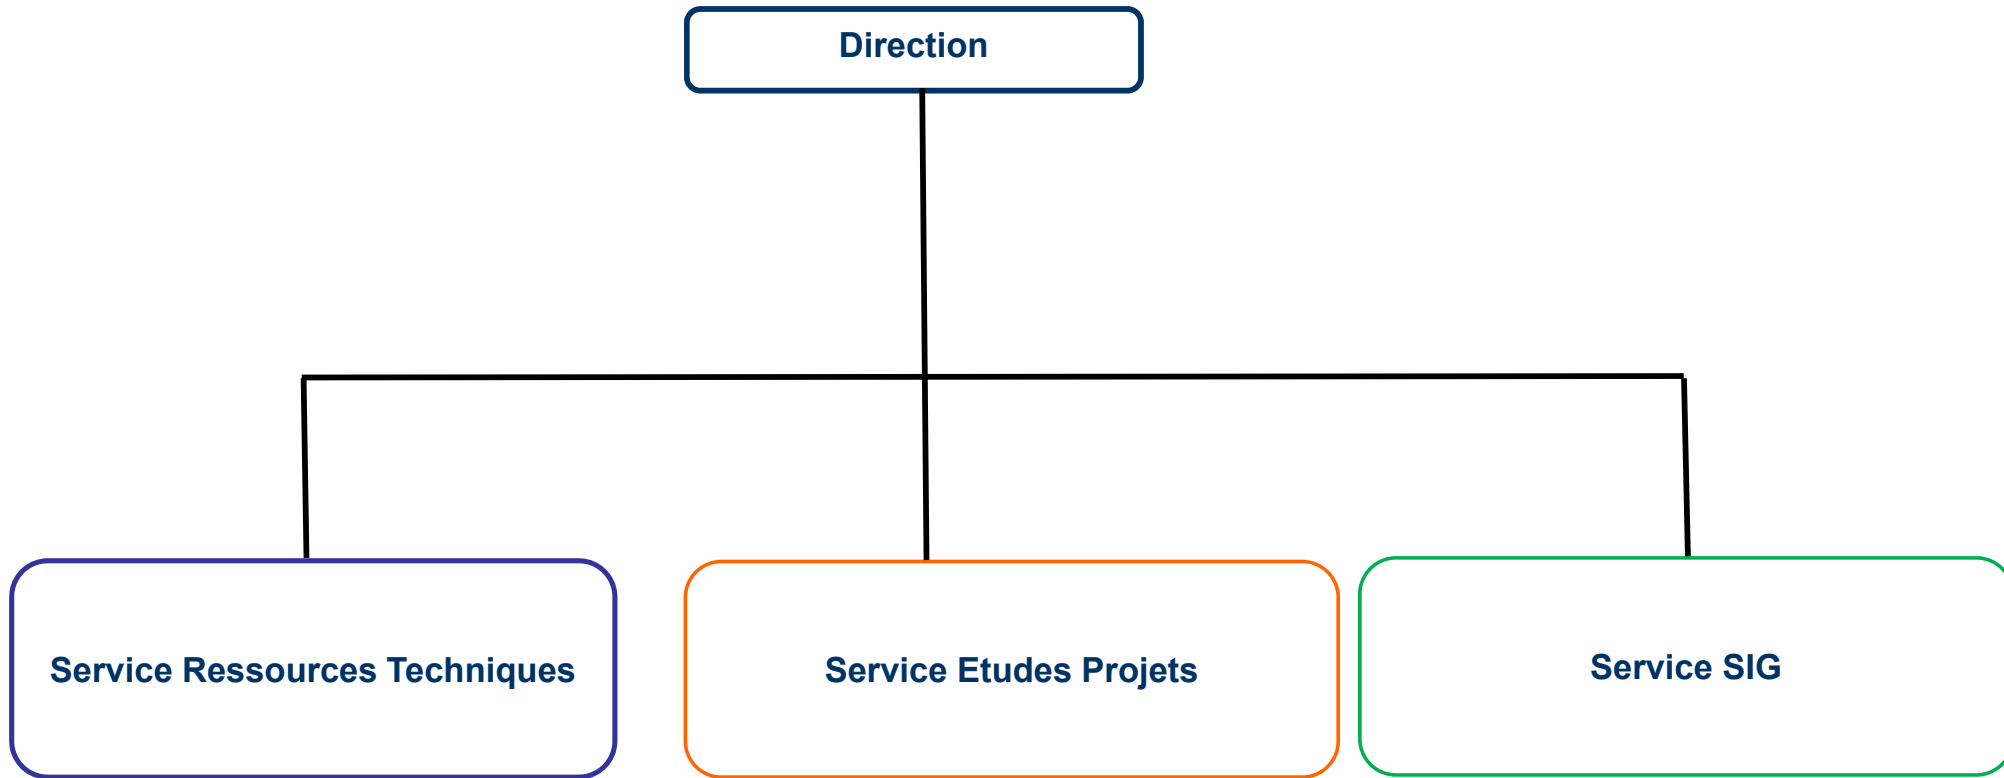 Direction
Service Ressources Techniques
Service Etudes Projets
Service SIG